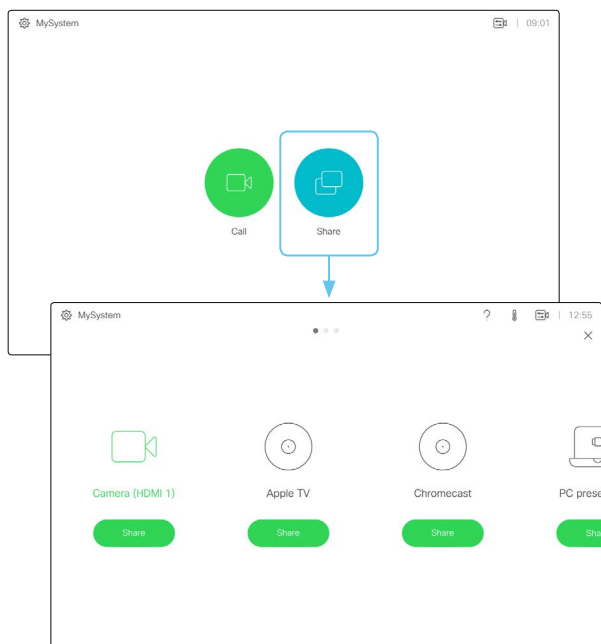 MySystem
09:01
Call
Share
MySystem
12:55
Camera (HDMI 1)
Apple TV
Chromecast
PC prese
Share
Share
Share
Sha